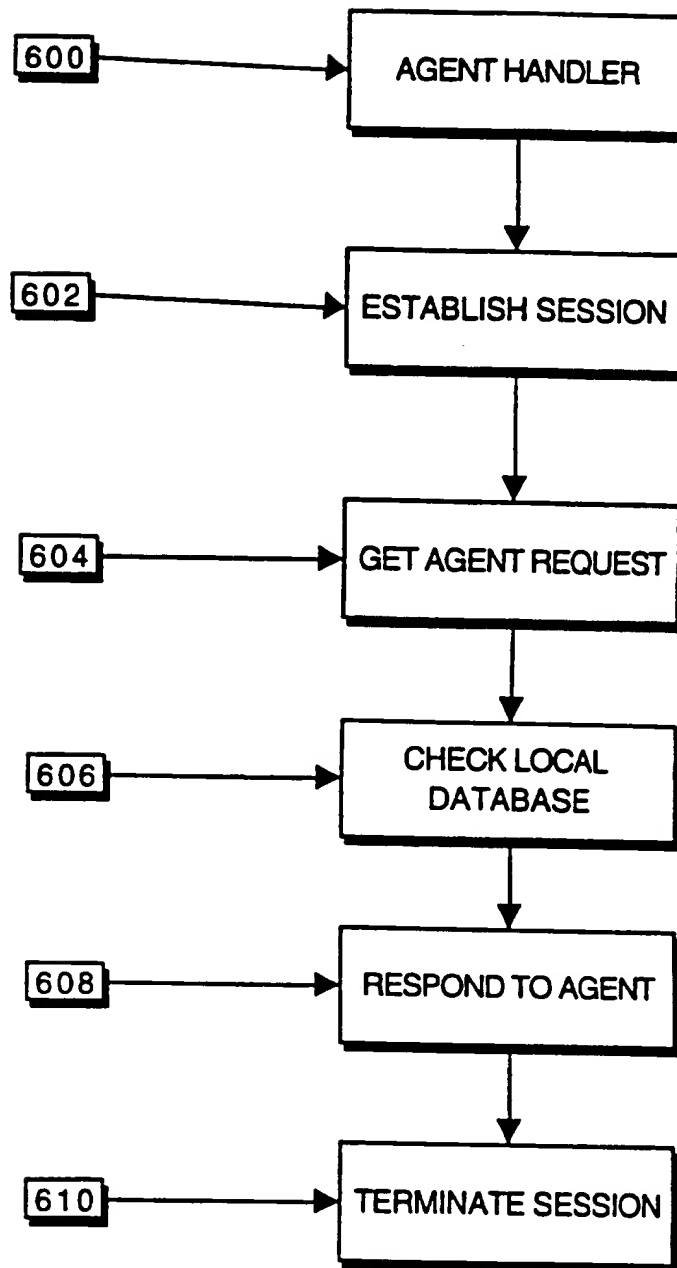 600
AGENT HANDLER
602
ESTABLISH SESSION
604
GET AGENT REQUEST
606
CHECK LOCAL
DATABASE
608
RESPOND TO AGENT
610
TERMINATE SESSION